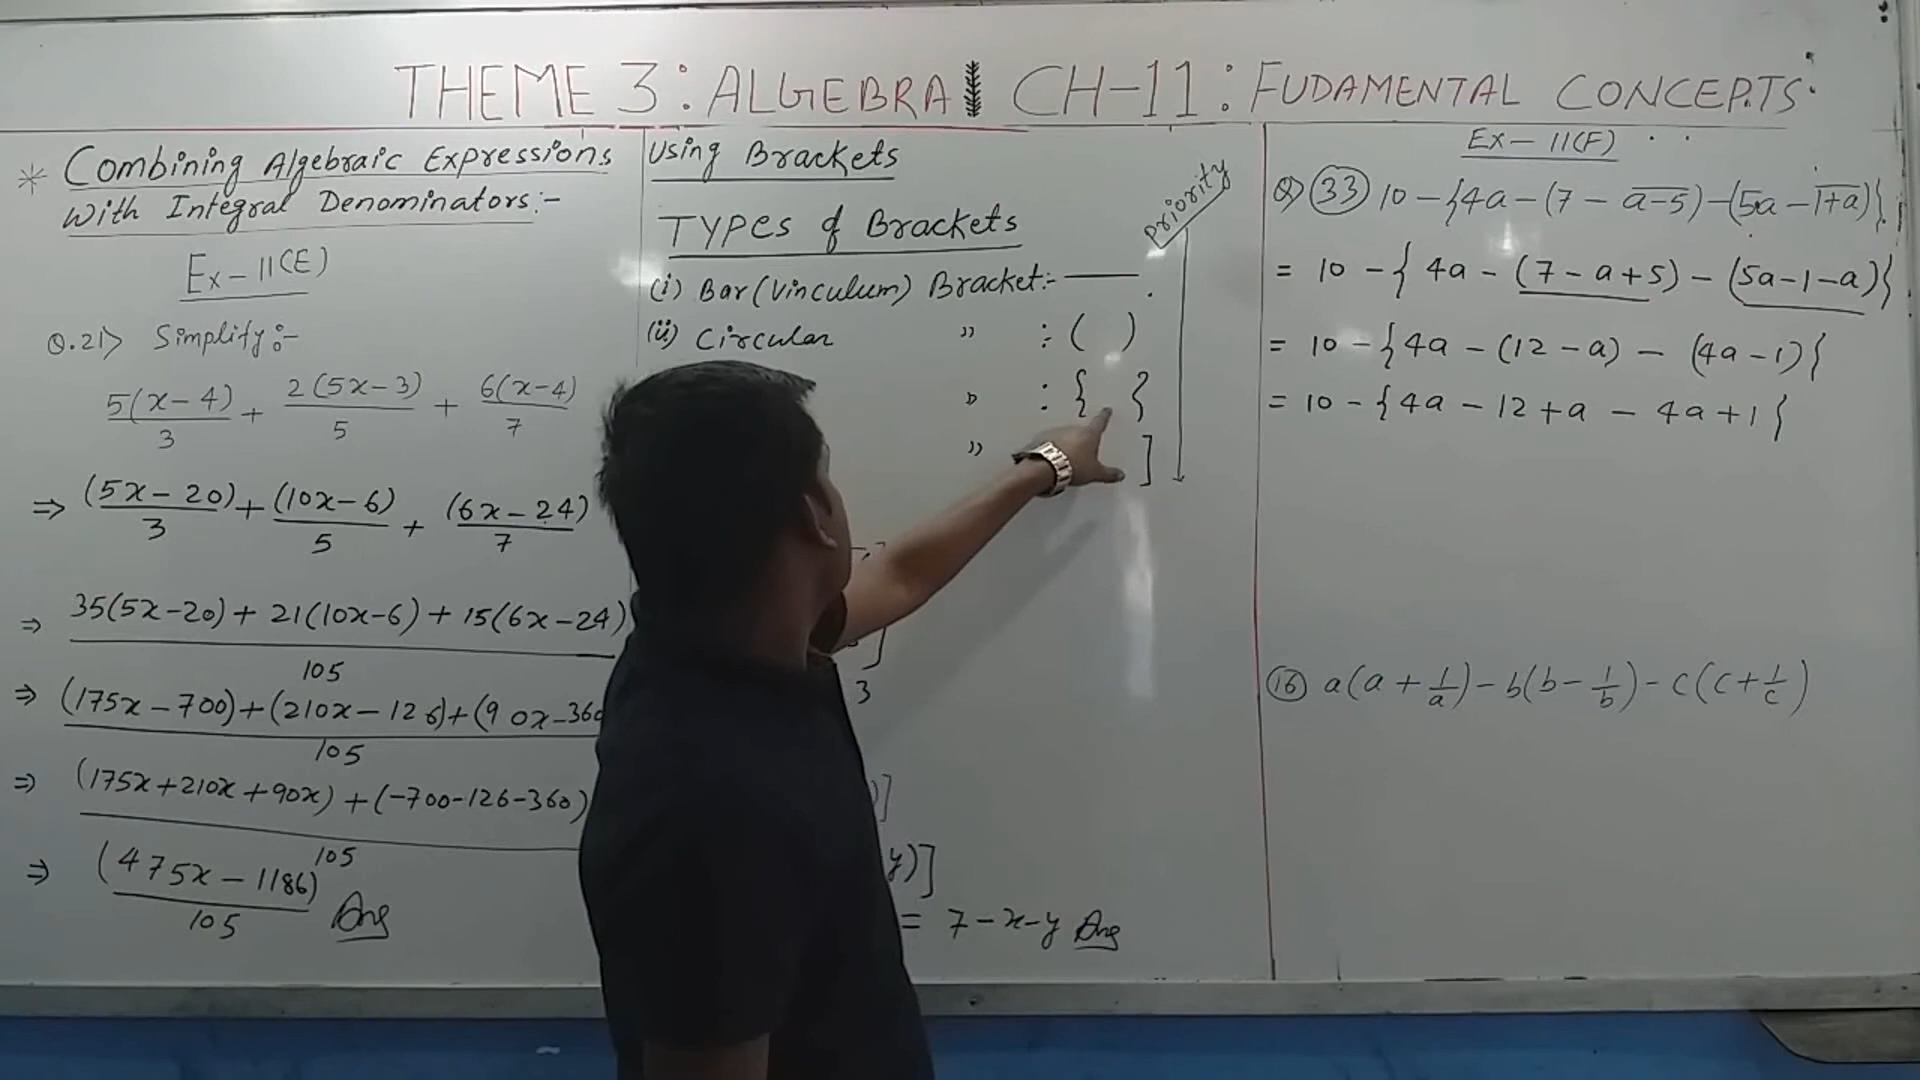 THEME 3 : ALGEBRA CH-11 : FUDAMENTAL CONCEPTS
* Combining Algebraic Expressions
With Integral Denominators:-
Ex-11(E)
Q.21> Simplify:-
5(x-4)/3 + 2(5x-3)/5 + 6(x-4)/7
⇒ (5x-20)/3 + (10x-6)/5 + (6x-24)/7
⇒ 35(5x-20) + 21(10x-6) + 15(6x-24)
105
⇒ (175x-700)+(210x-126)+(90x-360
105
⇒ (175x+210x+90x)+(-700-126-360)
105
⇒ (475x-1186)/105 Ans
Using Brackets
Types of Brackets
Priority
(i) Bar (Vinculum) Bracket:- ———
(ii) Circular " : ( )
" : { }
" ]
]
3
)]
y)]
= 7-x-y Ans
Ex-11(F)
Q> (33) 10-{4a-(7-a̅-̅5̅)-(5a-1̅+̅a̅)}
= 10-{4a-(7-a+5)-(5a-1-a)}
= 10-{4a-(12-a)-(4a-1)}
= 10-{4a-12+a-4a+1}
(16) a(a+1/a)-b(b-1/b)-c(c+1/c)